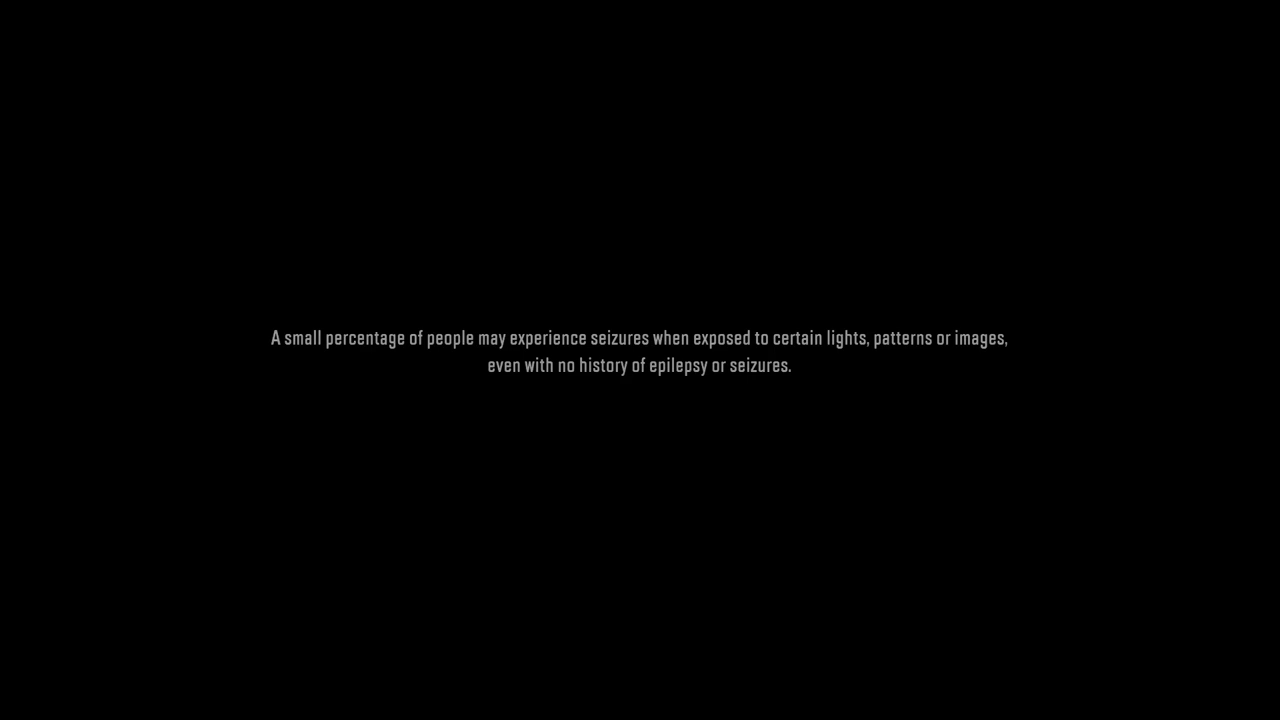 A small percentage of people may experience seizures when exposed to certain lights, patterns or images,
even with no history of epilepsy or seizures.